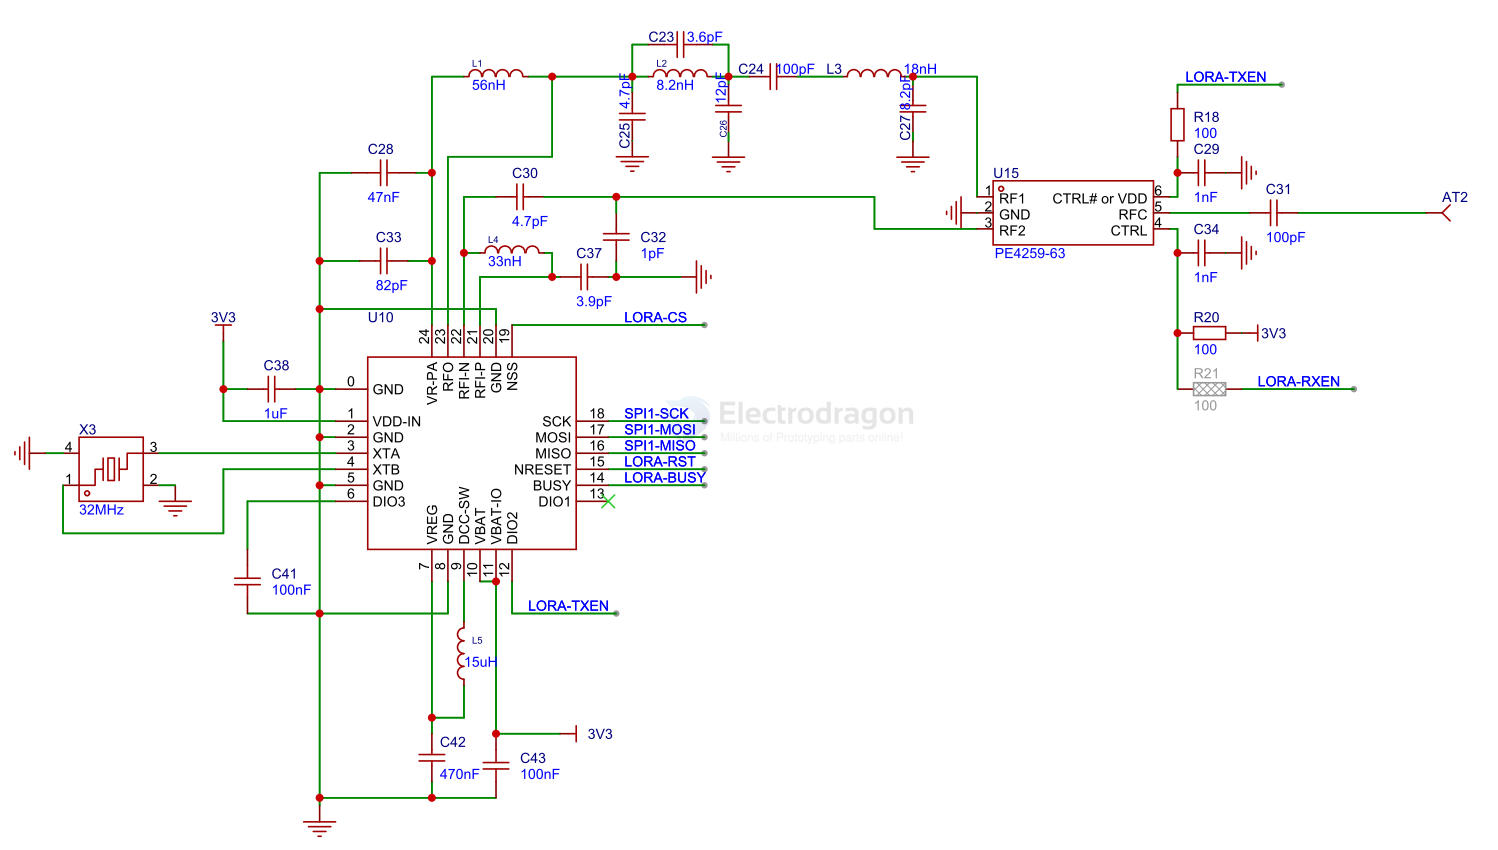 C23 3.6pF
L1
56nH
L2
8.2nH
C24 100pF
L3 18nH
4.7pF
C25
12pF
C26
8.2pF
C27
LORA-TXEN
R18
100
C29
1nF
C28
47nF
C30
4.7pF
U15
1 RF1
2 GND
3 RF2
CTRL# or VDD 6
RFC 5
CTRL 4
PE4259-63
C31
100pF
AT2
C34
1nF
C33
82pF
L4
33nH
C32
1pF
C37
3.9pF
R20
100
3V3
R21
100
LORA-RXEN
3V3
U10
LORA-CS
24 23 22 21 20 19
VR-PA RFO RFI-N RFI-P GND NSS
C38
1uF
0 GND
1 VDD-IN
2 GND
3 XTA
4 XTB
5 GND
6 DIO3
SCK 18 SPI1-SCK
MOSI 17 SPI1-MOSI
MISO 16 SPI1-MISO
NRESET 15 LORA-RST
BUSY 14 LORA-BUSY
DIO1 13
Electrodragon
Millions of Prototyping parts online!
X3
4 3
1 2
32MHz
VREG GND DCC-SW VBAT VBAT-IO DIO2
7 8 9 10 11 12
C41
100nF
LORA-TXEN
L5
15uH
C42
470nF
C43
100nF
3V3